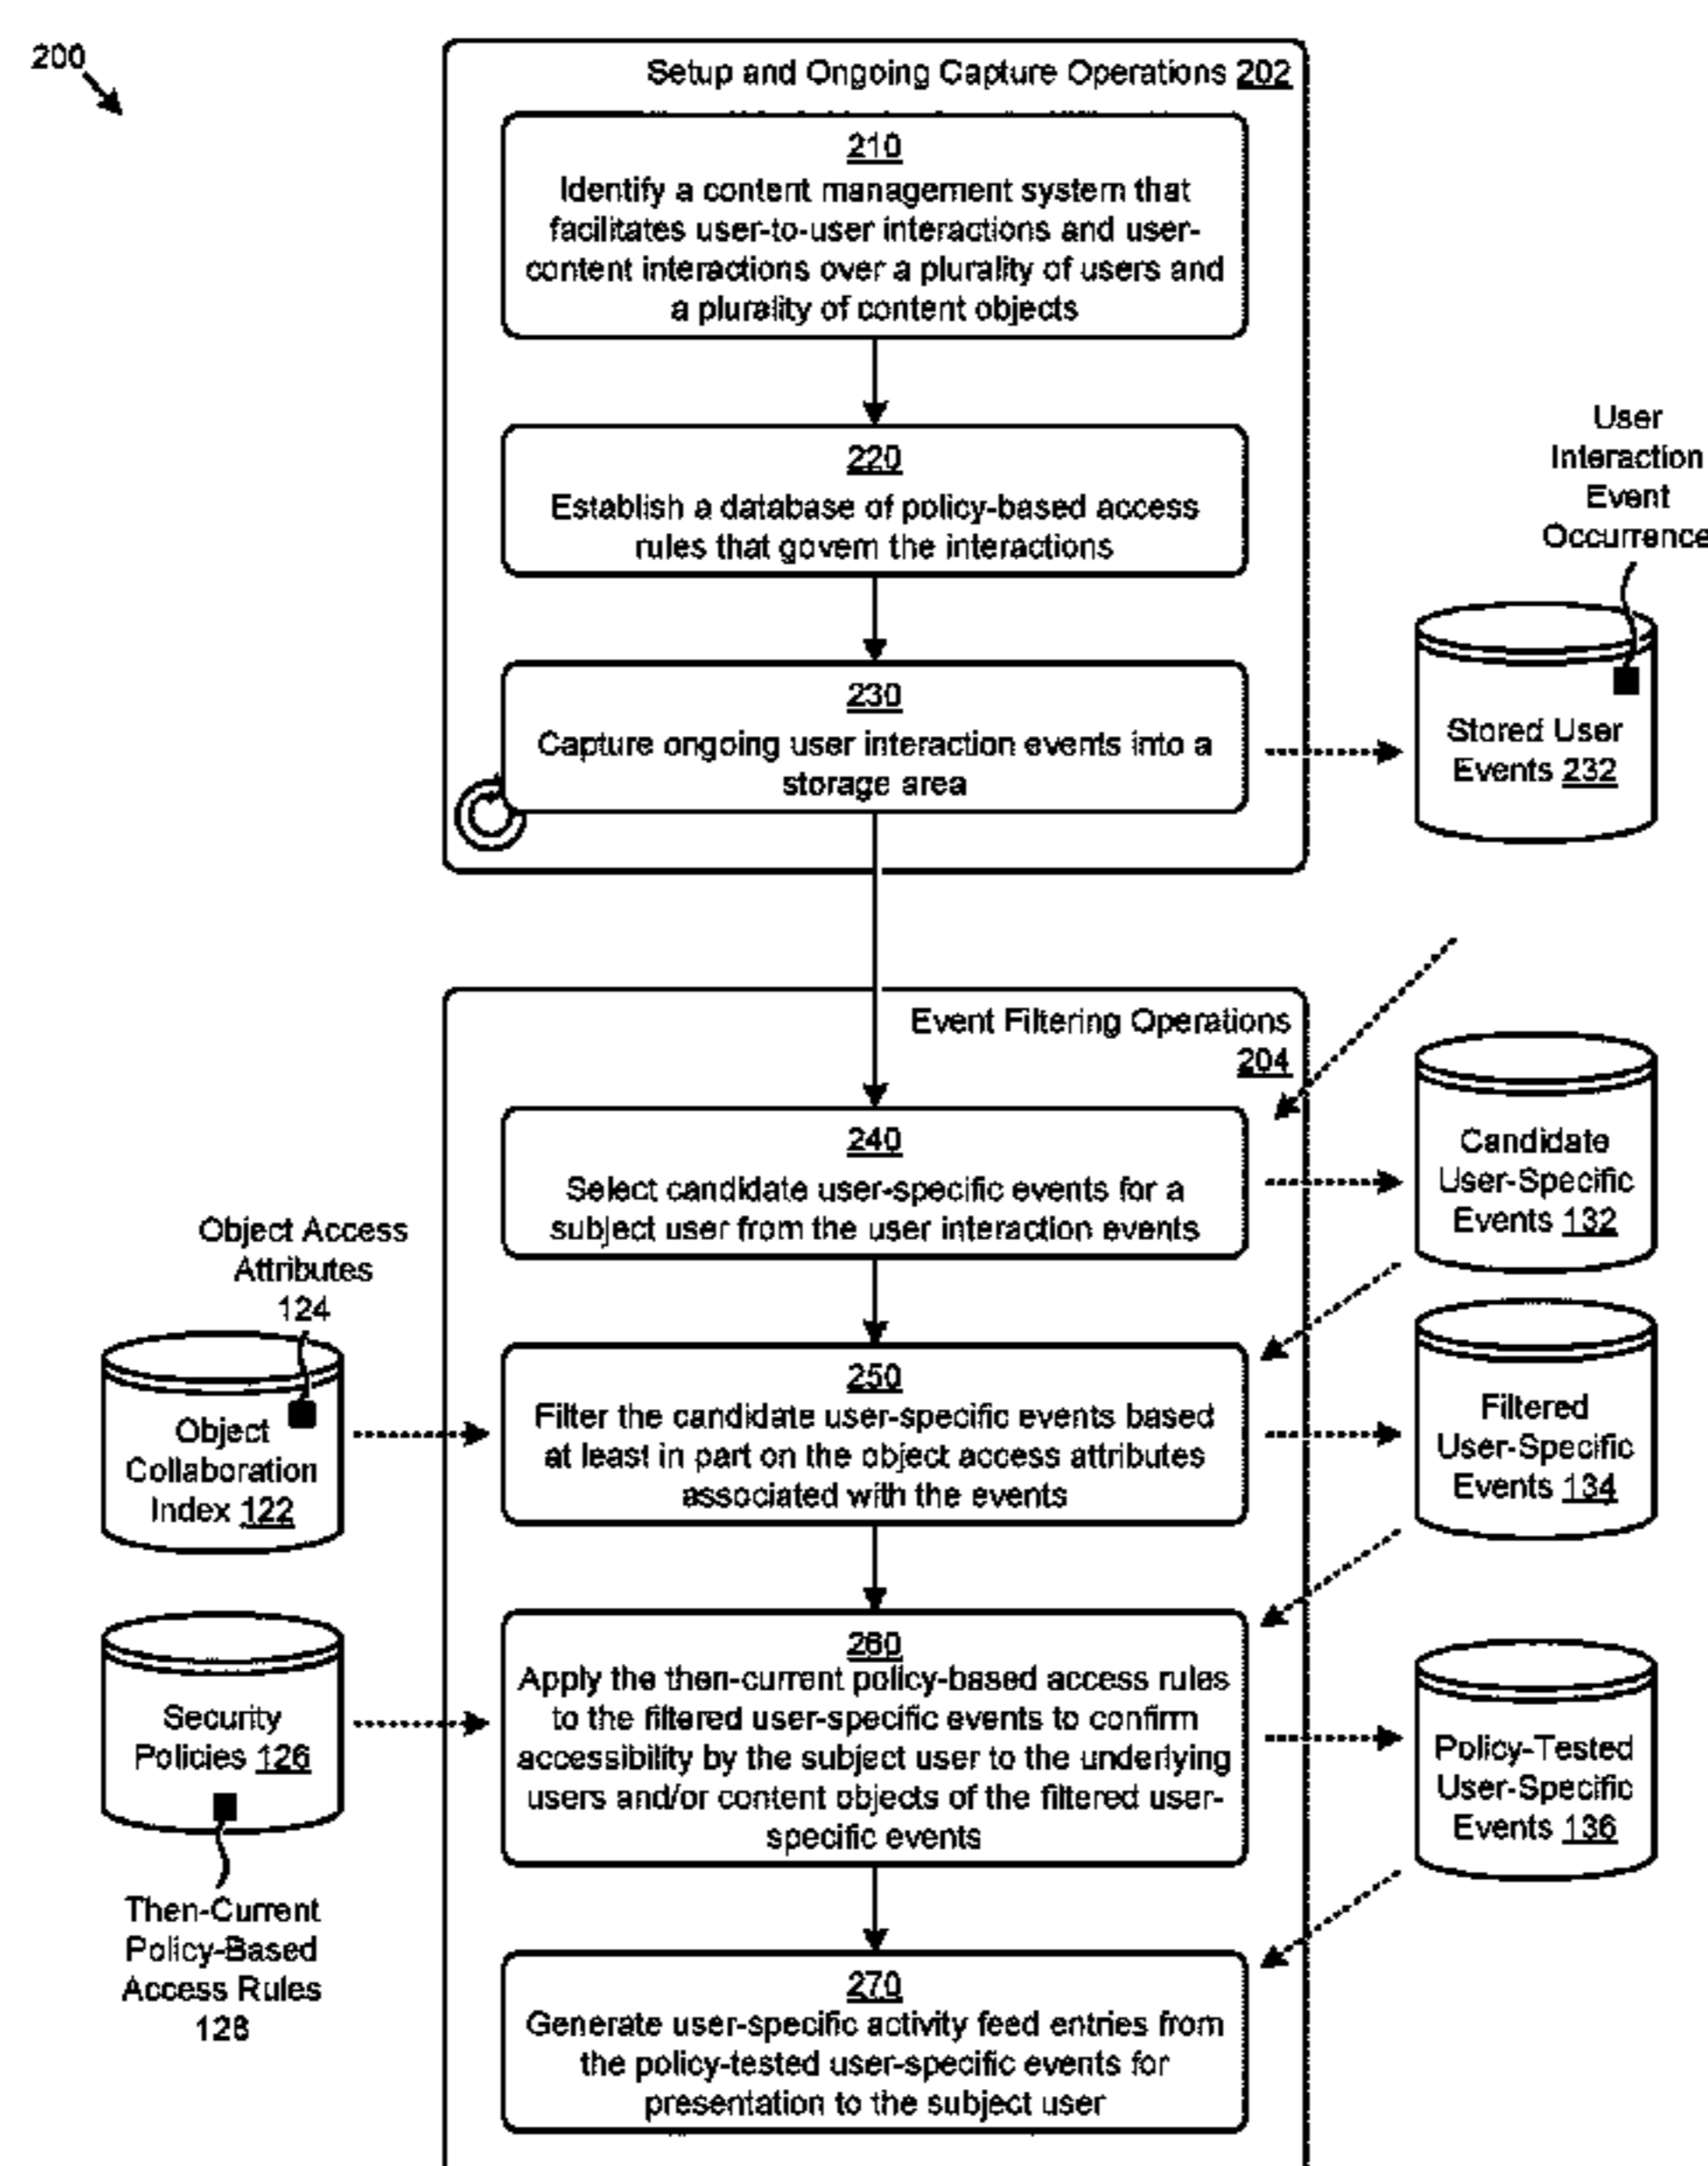 200
Setup and Ongoing Capture Operations 202
210
Identify a content management system that
facilitates user-to-user interactions and user-
content interactions over a plurality of users and
a plurality of content objects
220
Establish a database of policy-based access
rules that govern the interactions
230
Capture ongoing user interaction events into a
storage area
User
Interaction
Event
Occurrence
Stored User
Events 232
Event Filtering Operations
204
240
Select candidate user-specific events for a
subject user from the user interaction events
Candidate
User-Specific
Events 132
Object Access
Attributes
124
Object
Collaboration
Index 122
250
Filter the candidate user-specific events based
at least in part on the object access attributes
associated with the events
Filtered
User-Specific
Events 134
Security
Policies 126
Then-Current
Policy-Based
Access Rules
128
260
Apply the then-current policy-based access rules
to the filtered user-specific events to confirm
accessibility by the subject user to the underlying
users and/or content objects of the filtered user-
specific events
Policy-Tested
User-Specific
Events 136
270
Generate user-specific activity feed entries from
the policy-tested user-specific events for
presentation to the subject user